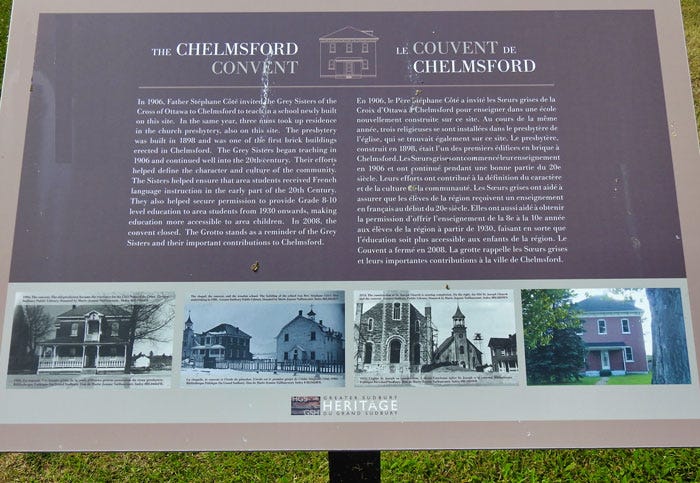 THE CHELMSFORD
CONVENT
In 1906, Father Stéphane Côté invited the Grey Sisters of the
Cross of Ottawa to Chelmsford to teach in a school newly built
on this site. In the same year, three nuns took up residence
in the church presbytery, also on this site. The presbytery
was built in 1898 and was one of the first brick buildings
erected in Chelmsford. The Grey Sisters began teaching in
1906 and continued well into the 20th century. Their efforts
helped define the character and culture of the community.
The Sisters helped ensure that area students received French
language instruction in the early part of the 20th Century.
They also helped secure permission to provide Grade 8-10
level education to area students from 1930 onwards, making
education more accessible to area children. In 2008, the
convent closed. The Grotto stands as a reminder of the Grey
Sisters and their important contributions to Chelmsford.
LE COUVENT DE
CHELMSFORD
En 1906, le Père Stéphane Côté a invité les Sœurs grises de la
Croix d'Ottawa à Chelmsford pour enseigner dans une école
nouvellement construite sur ce site. Au cours de la même
année, trois religieuses se sont installées dans le presbytère de
l'église, qui se trouvait également sur ce site. Le presbytère,
construit en 1898, était l'un des premiers édifices en brique à
Chelmsford. Les Sœurs grises ont commencé leur enseignement
en 1906 et ont continué pendant une bonne partie du 20e
siècle. Leurs efforts ont contribué à la définition du caractère
et de la culture de la communauté. Les Sœurs grises ont aidé à
assurer que les élèves de la région reçoivent un enseignement
en français au début du 20e siècle. Elles ont aussi aidé à obtenir
la permission d'offrir l'enseignement de la 8e à la 10e année
aux élèves de la région à partir de 1930, faisant en sorte que
l'éducation soit plus accessible aux enfants de la région. Le
Couvent a fermé en 2008. La grotte rappelle les Sœurs grises
et leurs importantes contributions à la ville de Chelmsford.
HGS
GSH
GREATER SUDBURY
HERITAGE
DU GRAND SUDBURY